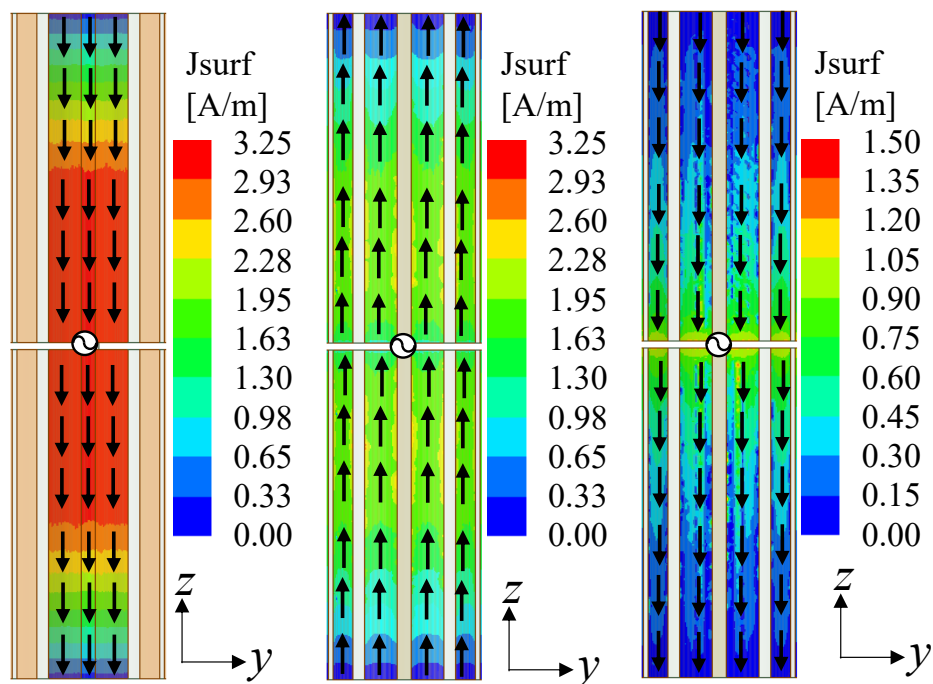 Jsurf
[A/m]
3.25
2.93
2.60
2.28
1.95
1.63
1.30
0.98
0.65
0.33
0.00
z
y
Jsurf
[A/m]
3.25
2.93
2.60
2.28
1.95
1.63
1.30
0.98
0.65
0.33
0.00
z
y
Jsurf
[A/m]
1.50
1.35
1.20
1.05
0.90
0.75
0.60
0.45
0.30
0.15
0.00
z
y